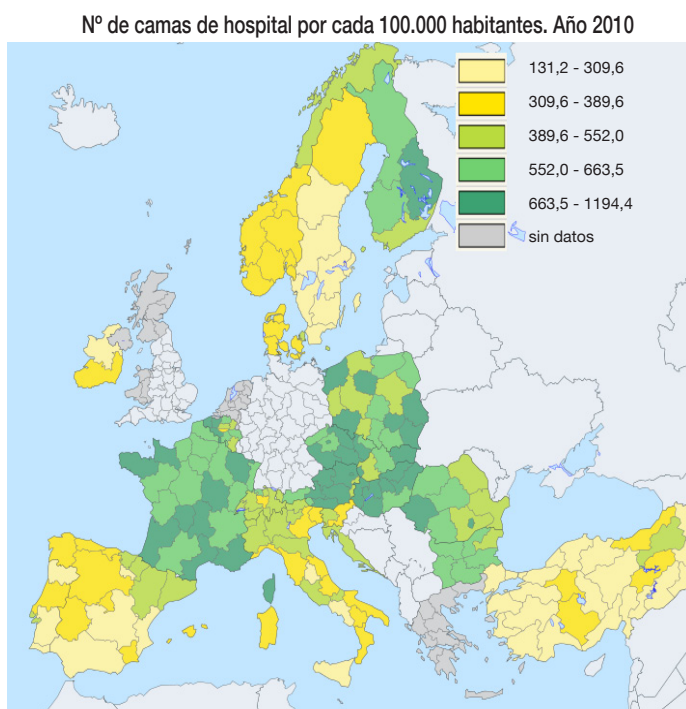 Nº de camas de hospital por cada 100.000 habitantes. Año 2010
131,2 - 309,6
309,6 - 389,6
389,6 - 552,0
552,0 - 663,5
663,5 - 1194,4
sin datos